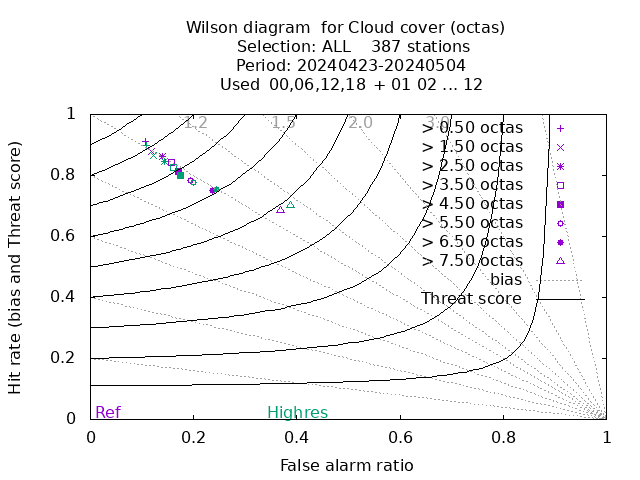 Wilson diagram for Cloud cover (octas)
Selection: ALL 387 stations
Period: 20240423-20240504
Used 00,06,12,18 + 01 02 ... 12
Hit rate (bias and Threat score)
1
0.8
0.6
0.4
0.2
0
1.2 1.5 2.0 3.0
> 0.50 octas
> 1.50 octas
> 2.50 octas
> 3.50 octas
> 4.50 octas
> 5.50 octas
> 6.50 octas
> 7.50 octas
bias
Threat score
Ref Highres
0 0.2 0.4 0.6 0.8 1
False alarm ratio